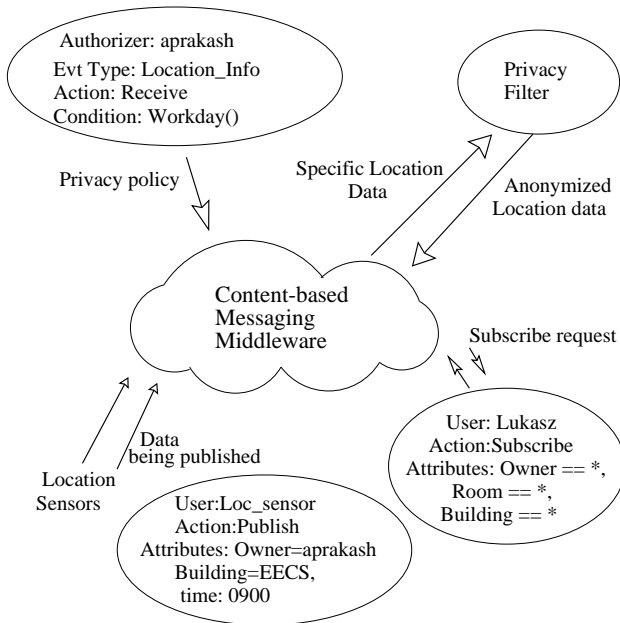 Authorizer: aprakash
Evt Type: Location_Info
Action: Receive
Condition: Workday()
Privacy
Filter
Privacy policy
Specific Location
Data
Anonymized
Location data
Content-based
Messaging
Middleware
Subscribe request
User: Lukasz
Action:Subscribe
Attributes: Owner == *,
Room == *,
Building == *
Data
being published
Location
Sensors
User:Loc_sensor
Action:Publish
Attributes: Owner=aprakash
Building=EECS,
time: 0900